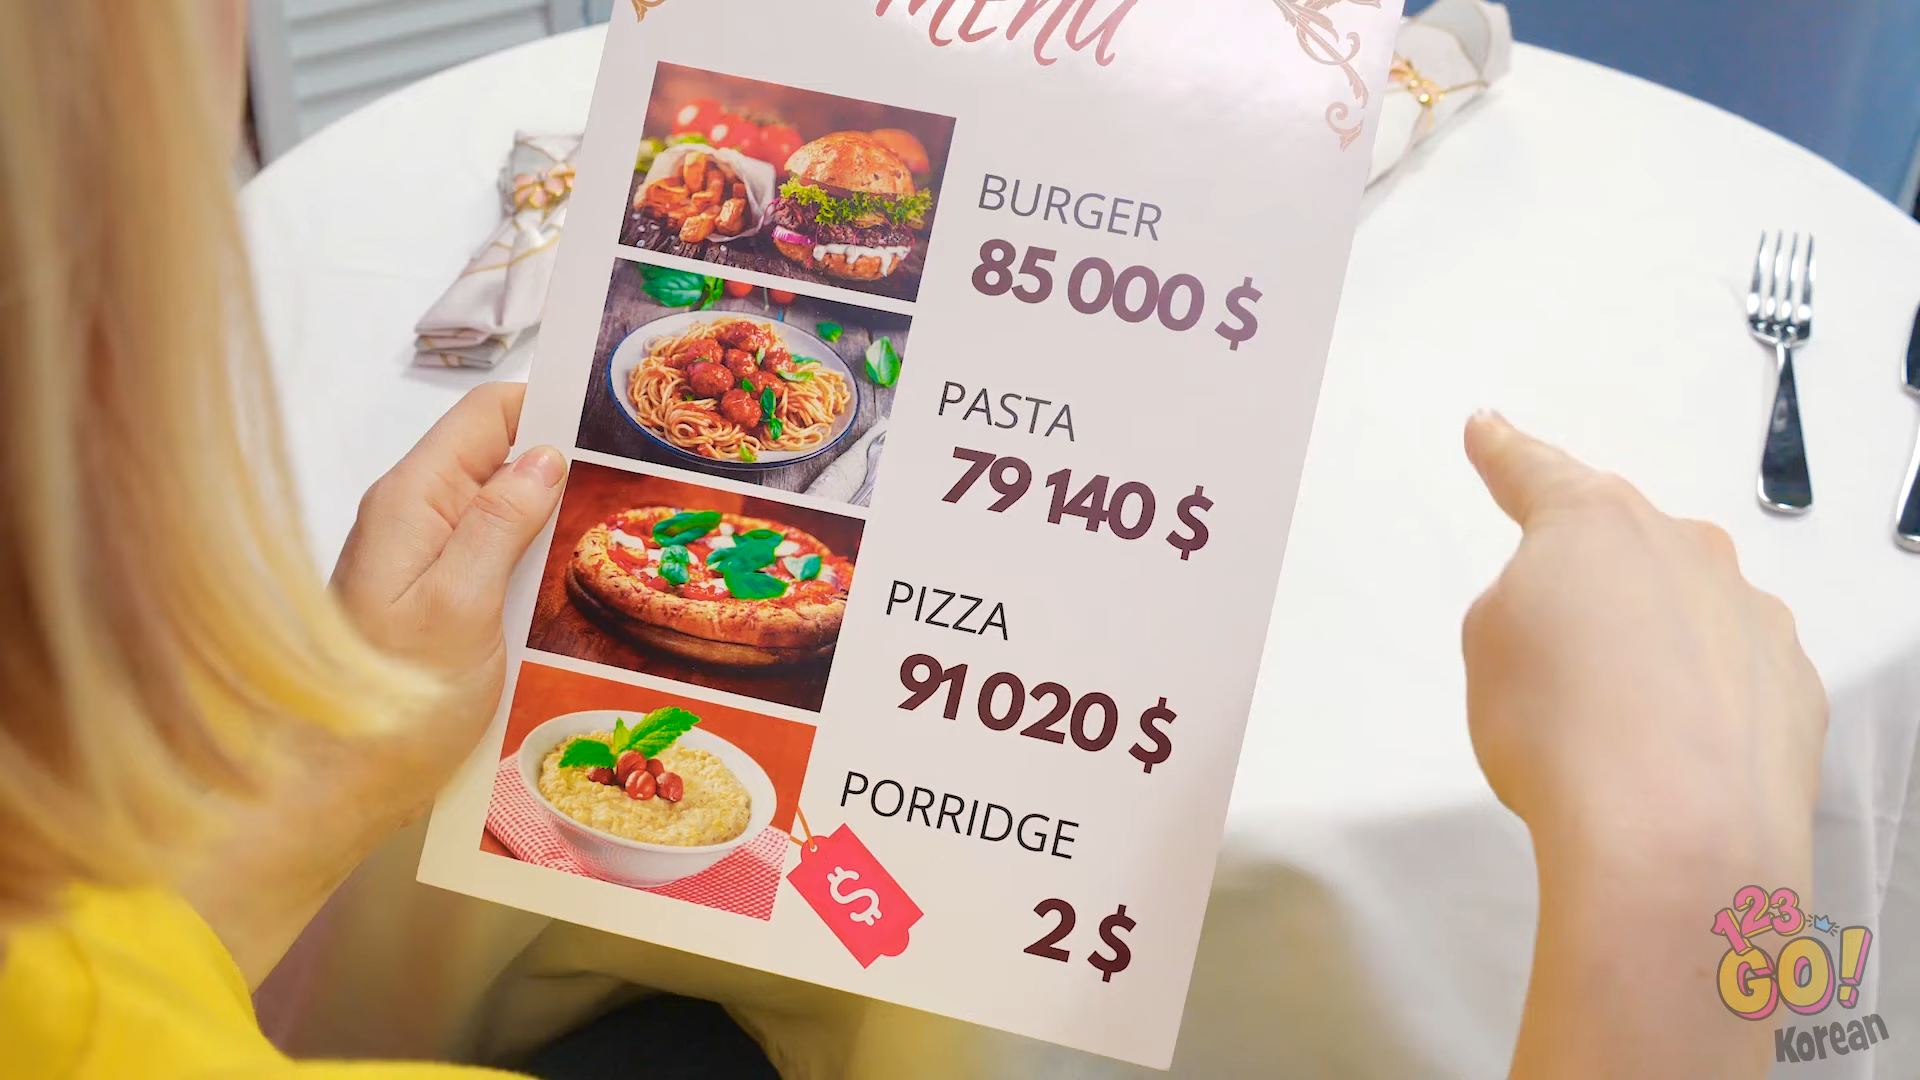 menu
BURGER
85 000 $
PASTA
79 140 $
PIZZA
91 020 $
PORRIDGE
$
2 $
123
GO!
Korean